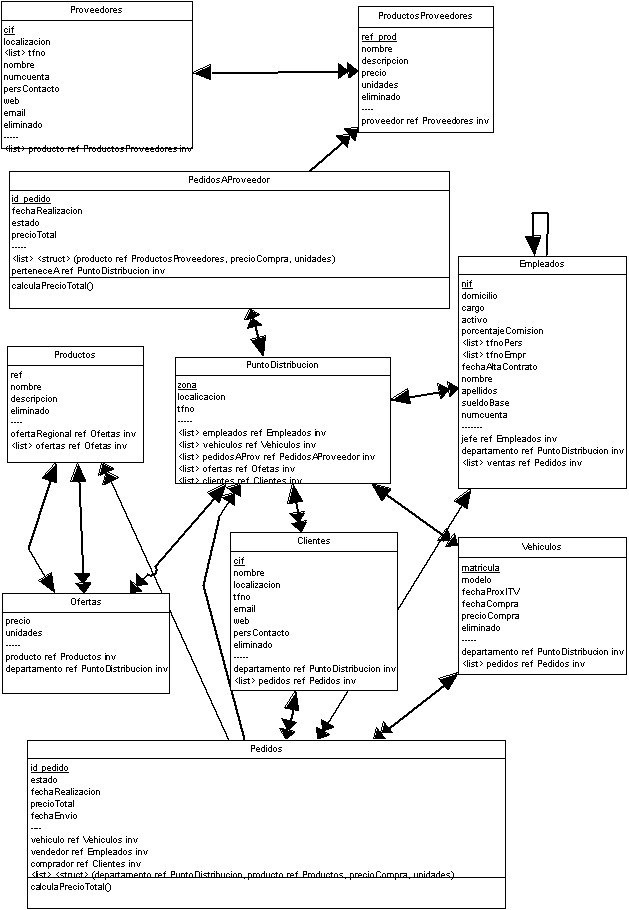 Proveedores
cif
localizacion
<list> tfno
nombre
numcuenta
persContacto
web
email
eliminado
-----
<list> producto ref ProductosProveedores inv
ProductosProveedores
ref_prod
nombre
descripcion
precio
unidades
eliminado
----
proveedor ref Proveedores inv
PedidosAProveedor
id_pedido
fechaRealizacion
estado
precioTotal
-----
<list> <struct> (producto ref ProductosProveedores, precioCompra, unidades)
perteneceA ref PuntoDistribucion inv
calculaPrecioTotal()
Empleados
nif
domicilio
cargo
activo
porcentajeComision
<list> tfnoPers
<list> tfnoEmpr
fechaAltaContrato
nombre
apellidos
sueldoBase
numcuenta
-------
jefe ref Empleados inv
departamento ref PuntoDistribucion inv
<list> ventas ref Pedidos inv
Productos
ref
nombre
descripcion
eliminado
----
ofertaRegional ref Ofertas inv
<list> ofertas ref Ofetas inv
PuntoDistribucion
zona
localicacion
tfno
-----
<list> empleados ref Empleados inv
<list> vehiculos ref Vehiculos inv
<list> pedidosAProv ref PedidosAProveedor inv
<list> ofertas ref Ofetas inv
<list> clientes ref Clientes inv
Clientes
cif
nombre
localizacion
tfno
email
web
persContacto
eliminado
-----
departamento ref PuntoDistribucion inv
<list> pedidos ref Pedidos inv
Vehiculos
matricula
modelo
fechaProxITV
fechaCompra
precioCompra
eliminado
-----
departamento ref PuntoDistribucion inv
<list> pedidos ref Pedidos inv
Ofertas
precio
unidades
-----
producto ref Productos inv
departamento ref PuntoDistribucion inv
Pedidos
id_pedido
estado
fechaRealizacion
precioTotal
fechaEnvio
----
vehiculo ref Vehiculos inv
vendedor ref Empleados inv
comprador ref Clientes inv
<list> <struct> (departamento ref PuntoDistribucion, producto ref Productos, precioCompra, unidades)
calculaPrecioTotal()